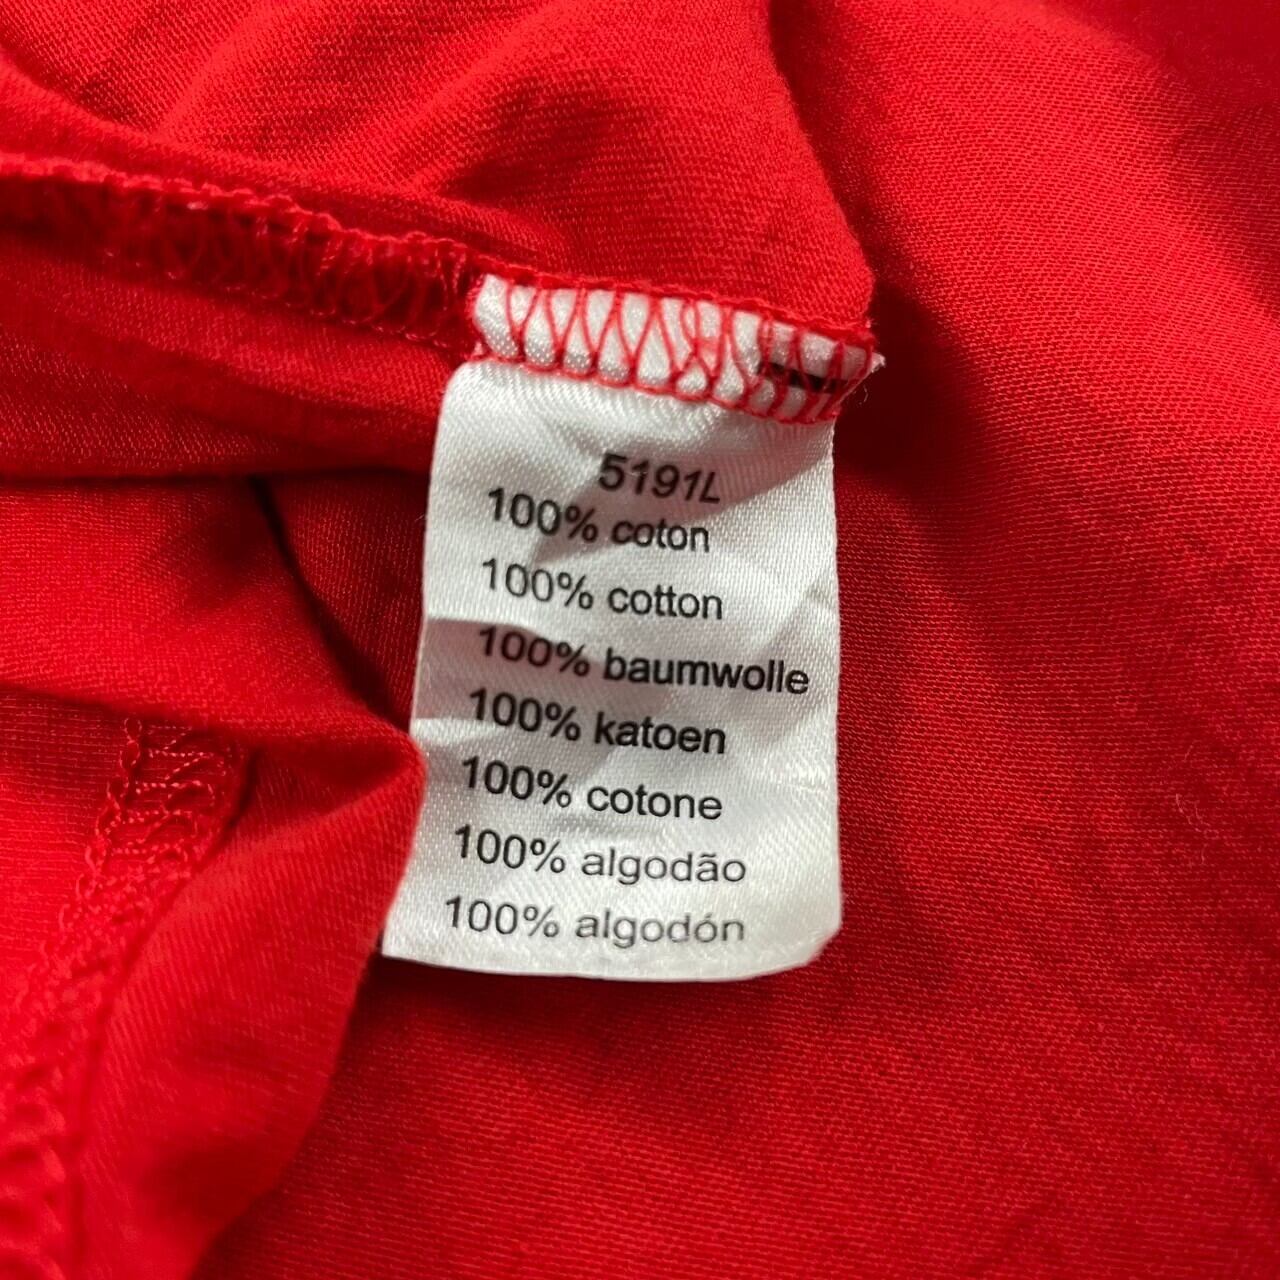 5191L
100% coton
100% cotton
100% baumwolle
100% katoen
100% cotone
100% algodão
100% algodón